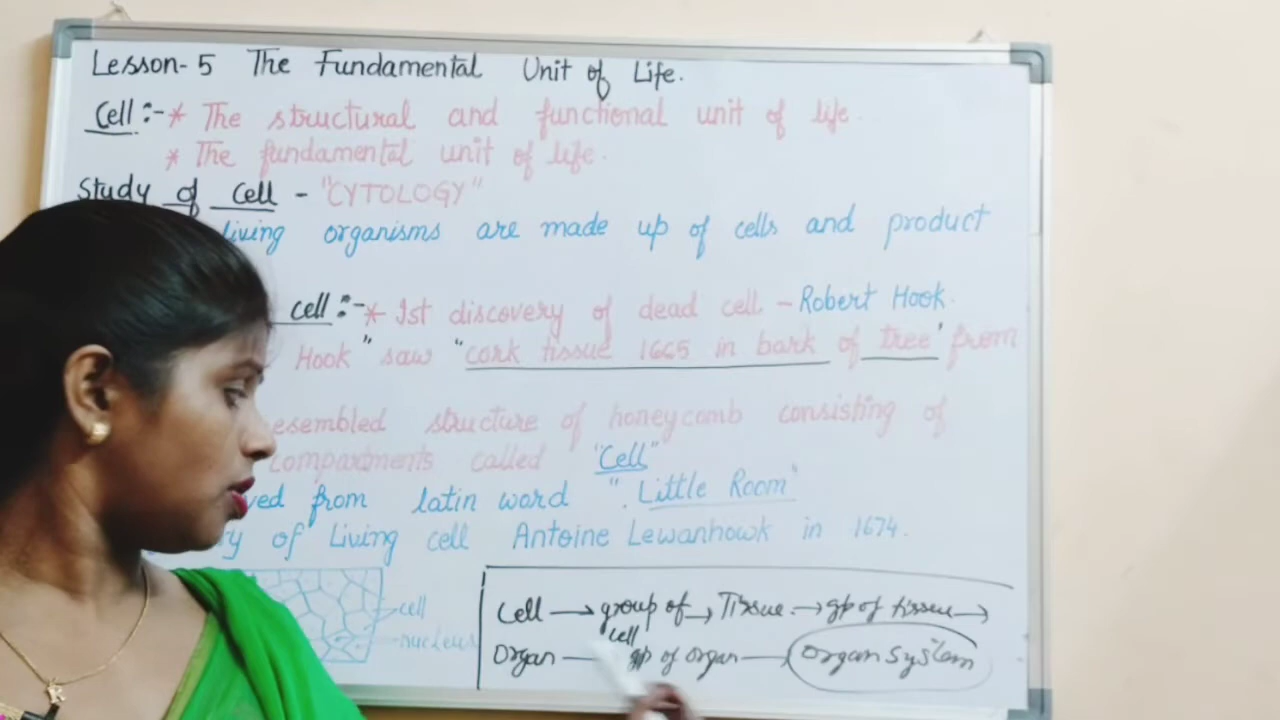 Lesson-5 The Fundamental Unit of Life.
Cell :- * The structural and functional unit of life.
* The fundamental unit of life.
Study of cell - "CYTOLOGY"
living organisms are made up of cells and product
cell :- * 1st discovery of dead cell - Robert Hook.
Hook" saw "cork tissue 1665 in bark of tree" from
esembled structure of honeycomb consisting of
compartments called "Cell"
ved from latin word ". Little Room"
ry of Living cell Antoine Lewanhowk in 1674.
cell
nucleus
Cell → group of → Tissue → gp of tissue →
cell
Organ — gp of organ — Organ System